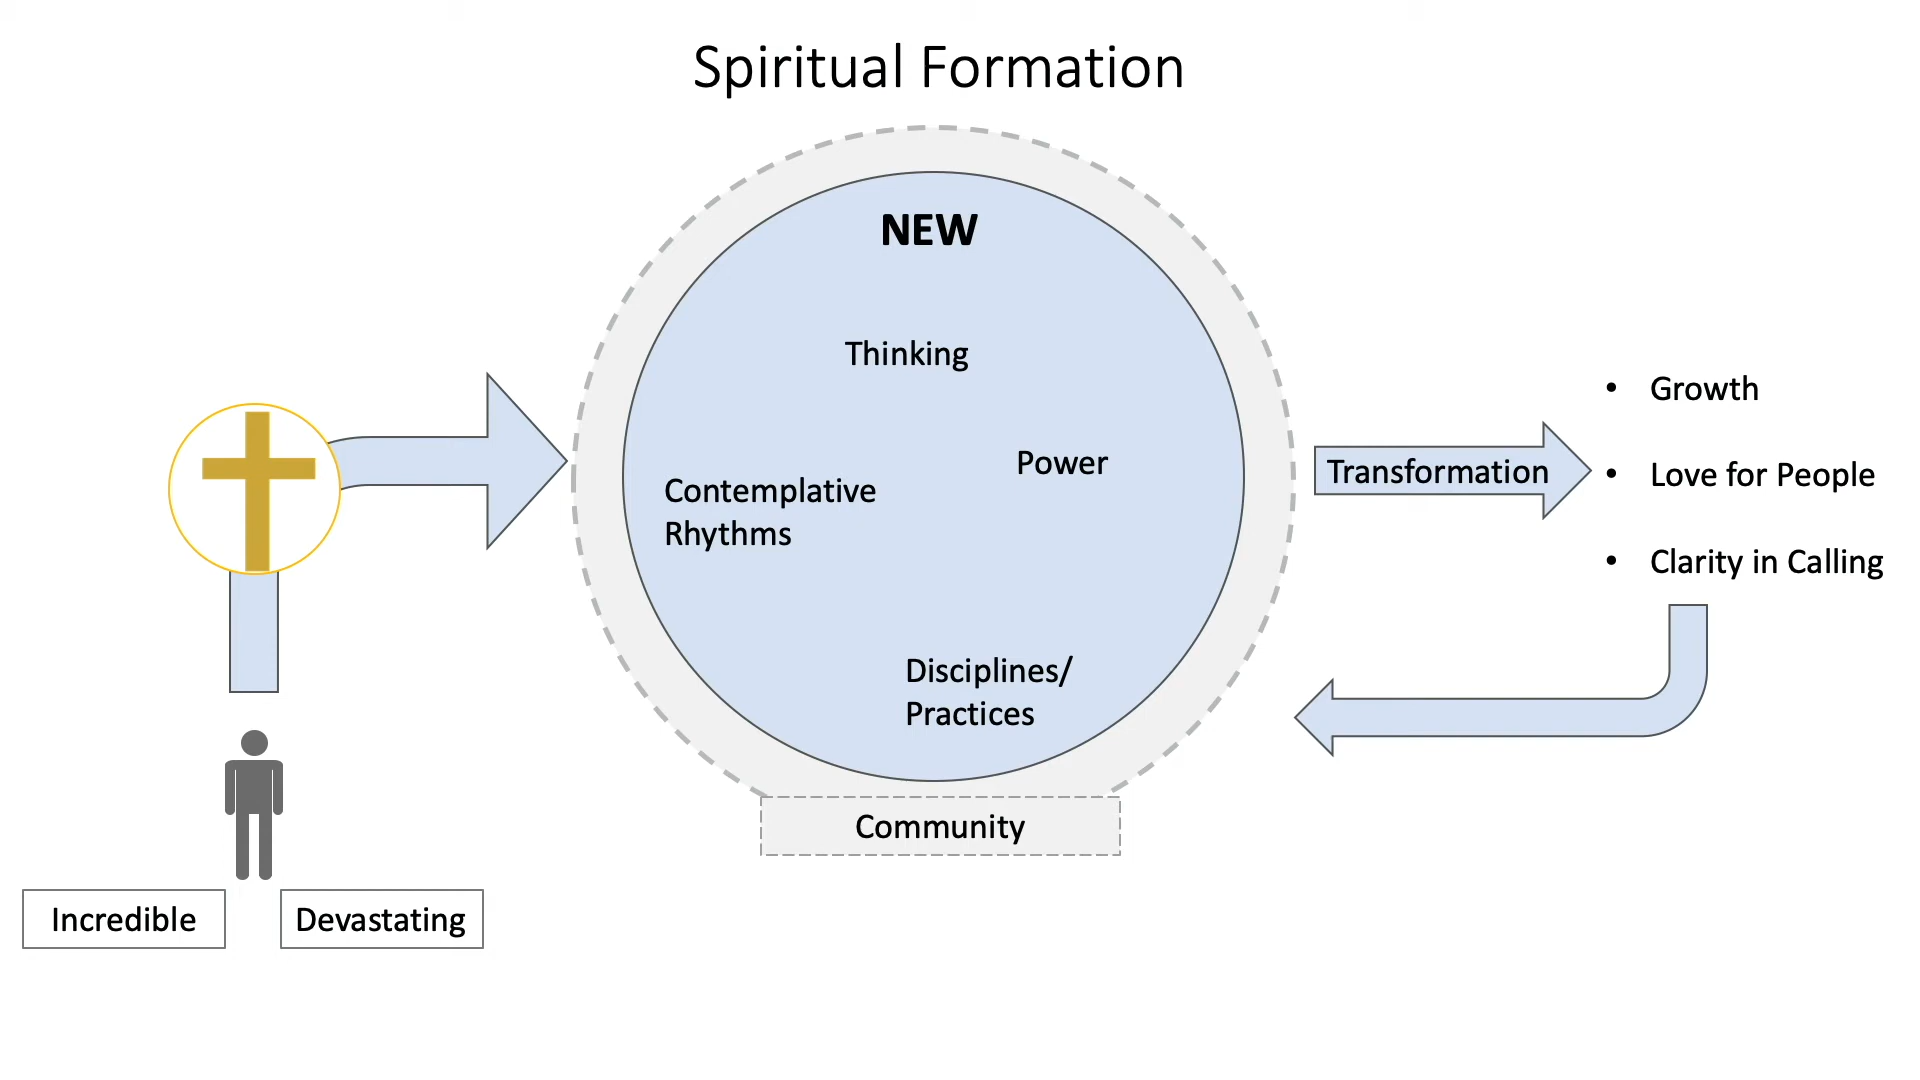 Spiritual Formation
NEW
Thinking
Power
Contemplative
Rhythms
Disciplines/
Practices
Community
Transformation
• Growth
• Love for People
• Clarity in Calling
Incredible
Devastating